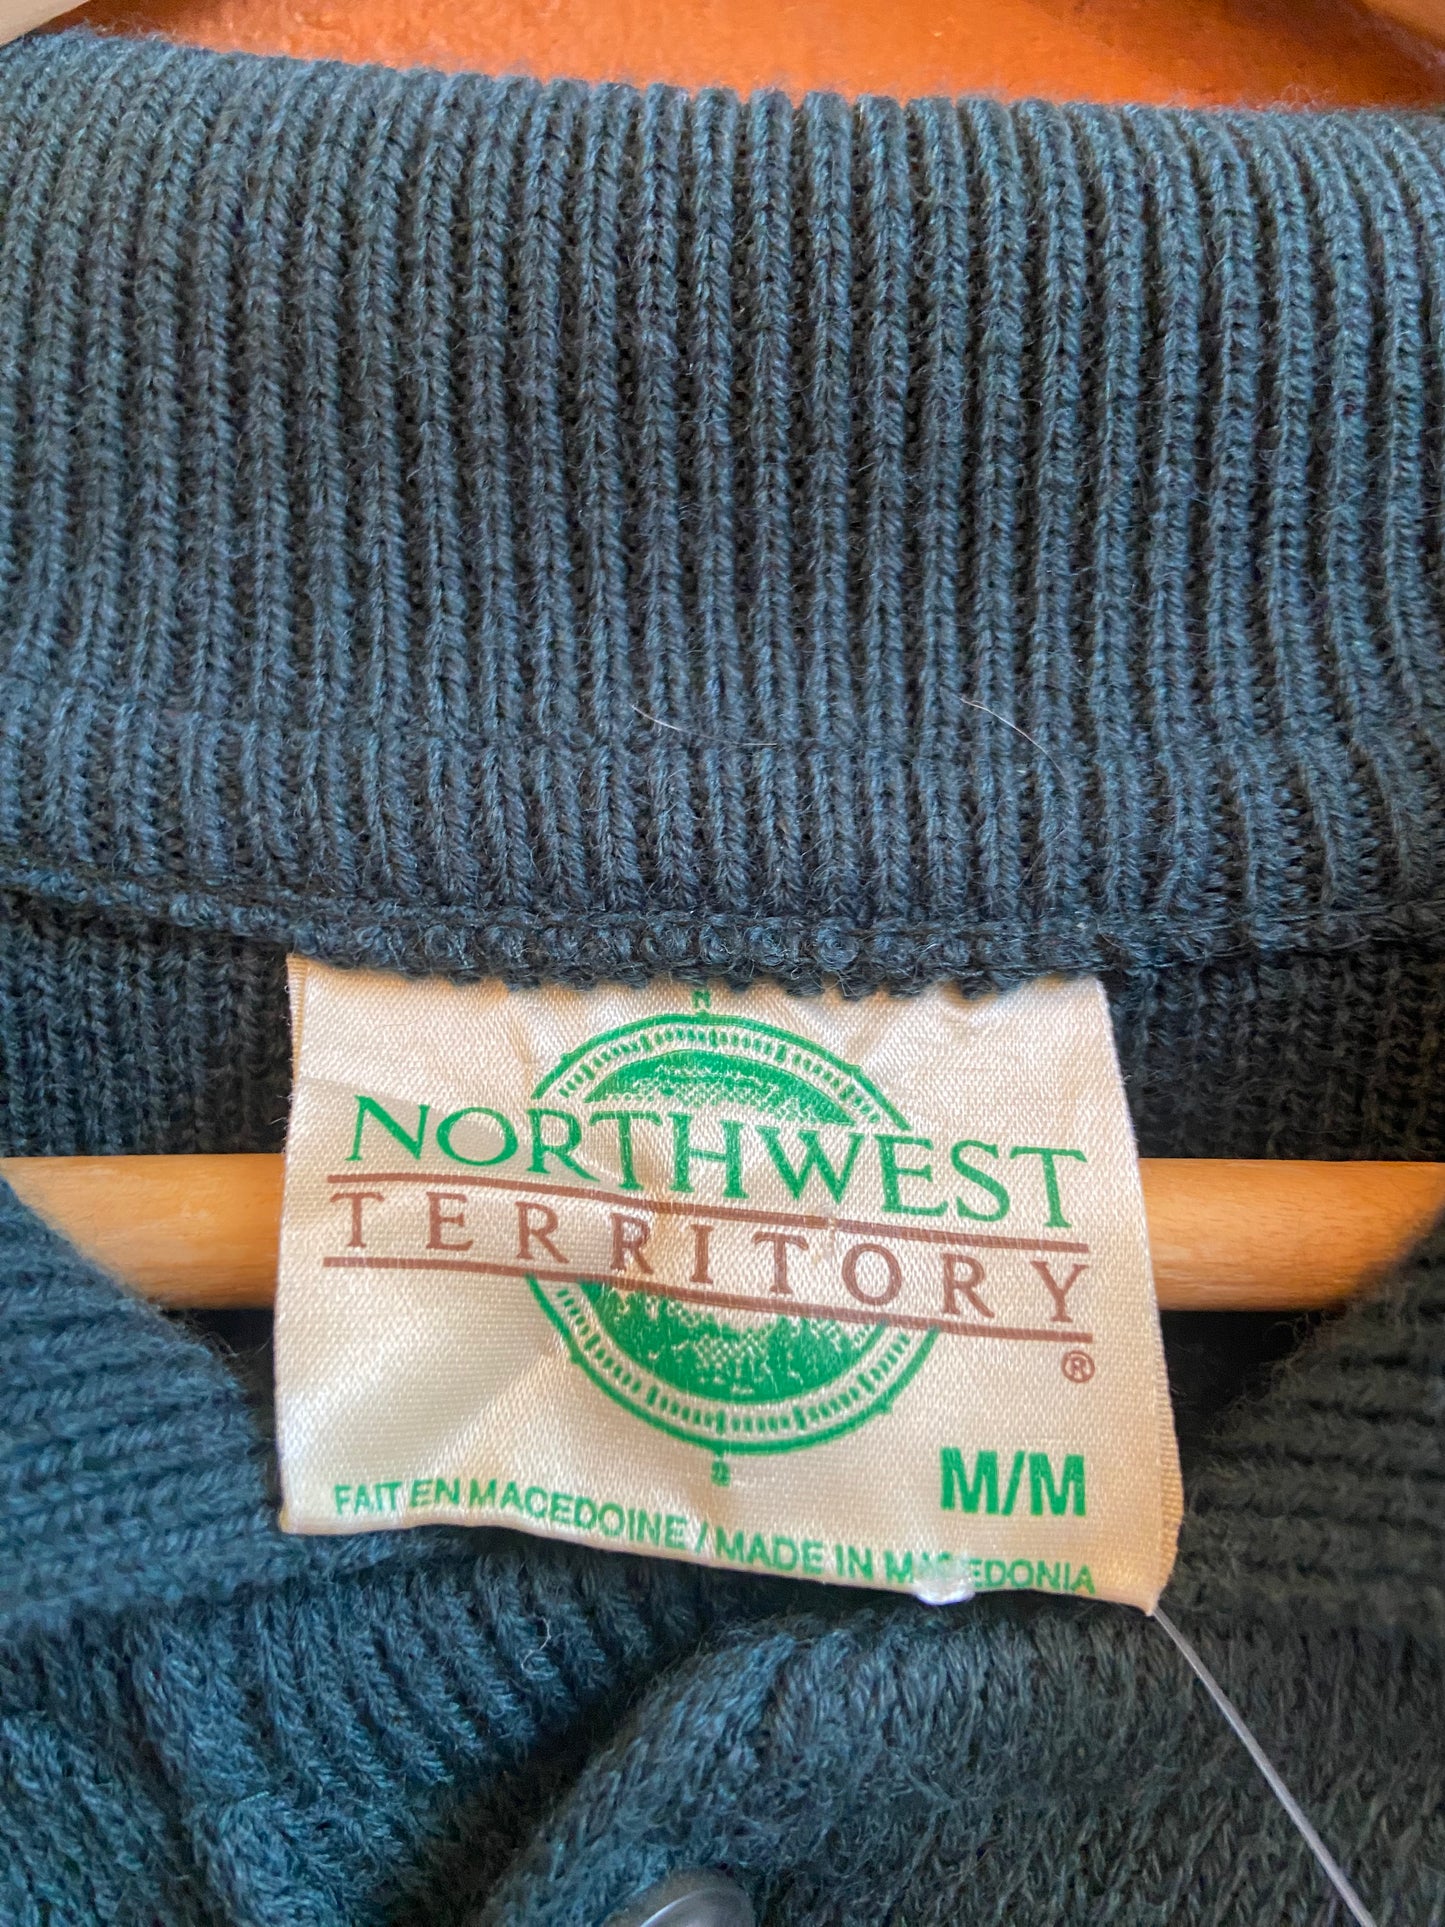 N
NORTHWEST
TERRITORY
®
M/M
FAIT EN MACEDOINE / MADE IN MACEDONIA